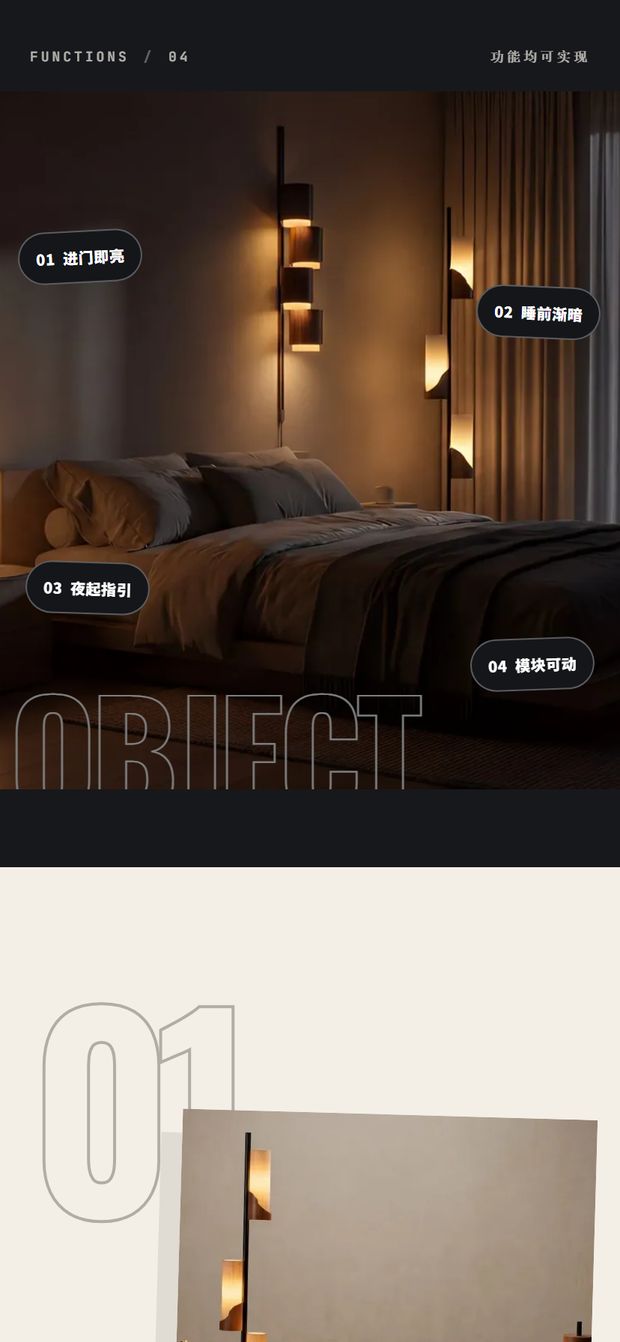 FUNCTIONS / 04
功能均可实现
01 进门即亮
02 睡前渐暗
03 夜起指引
04 模块可动
OBJECT
01